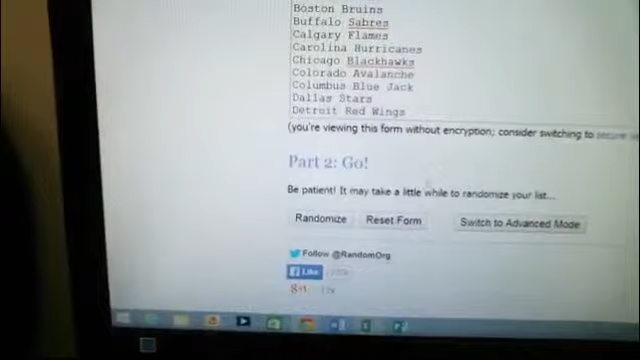 Boston Bruins
Buffalo Sabres
Calgary Flames
Carolina Hurricanes
Chicago Blackhawks
Colorado Avalanche
Columbus Blue Jack
Dallas Stars
Detroit Red Wings
(you're viewing this form without encryption; consider switching to secure
Part 2: Go!
Be patient! It may take a little while to randomize your list...
Randomize Reset Form Switch to Advanced Mode
Follow @RandomOrg
Like
g+1